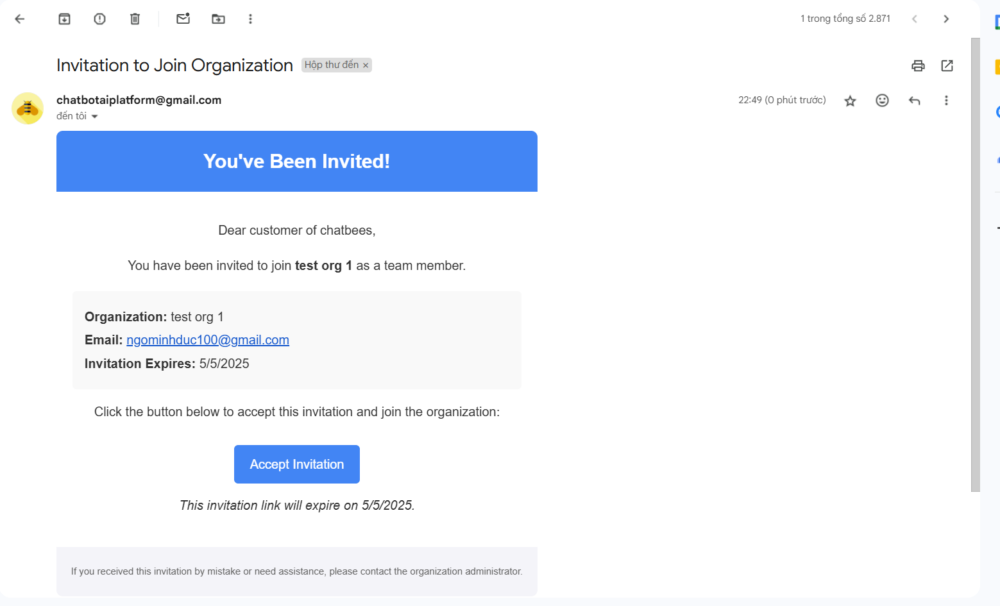 1 trong tổng số 2.871
Invitation to Join Organization Hộp thư đến ×
chatbotaiplatform@gmail.com 22:49 (0 phút trước)
đến tôi
You've Been Invited!
Dear customer of chatbees,
You have been invited to join test org 1 as a team member.
Organization: test org 1
Email: ngominhduc100@gmail.com
Invitation Expires: 5/5/2025
Click the button below to accept this invitation and join the organization:
Accept Invitation
This invitation link will expire on 5/5/2025.
If you received this invitation by mistake or need assistance, please contact the organization administrator.